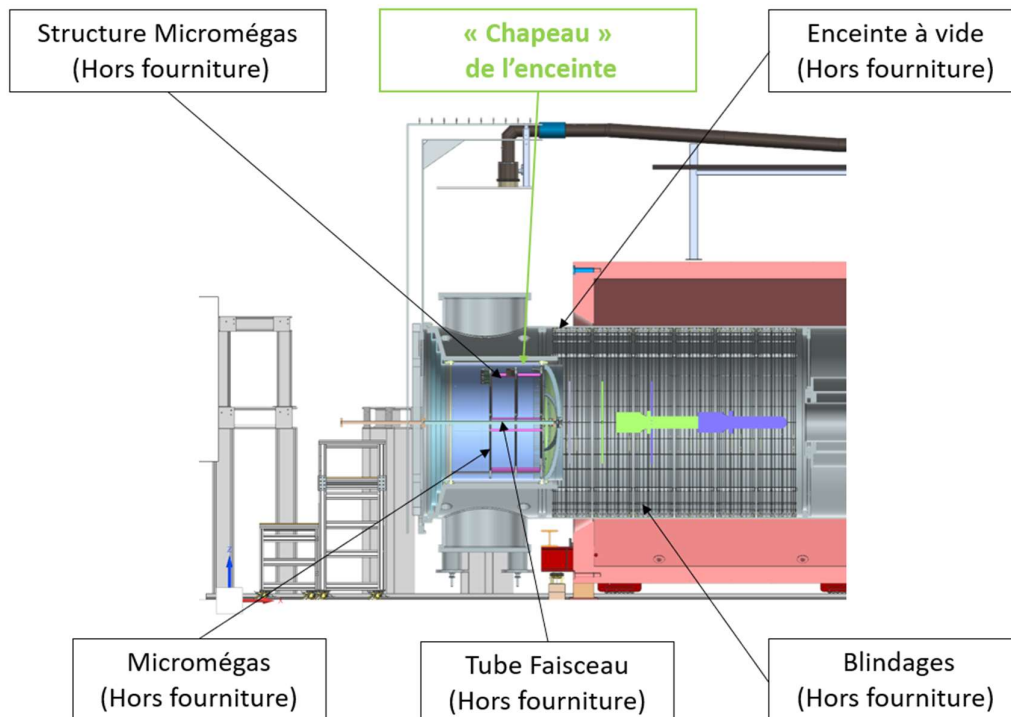 Structure Micromégas
(Hors fourniture)
« Chapeau »
de l’enceinte
Enceinte à vide
(Hors fourniture)
Z
X
Micromégas
(Hors fourniture)
Tube Faisceau
(Hors fourniture)
Blindages
(Hors fourniture)